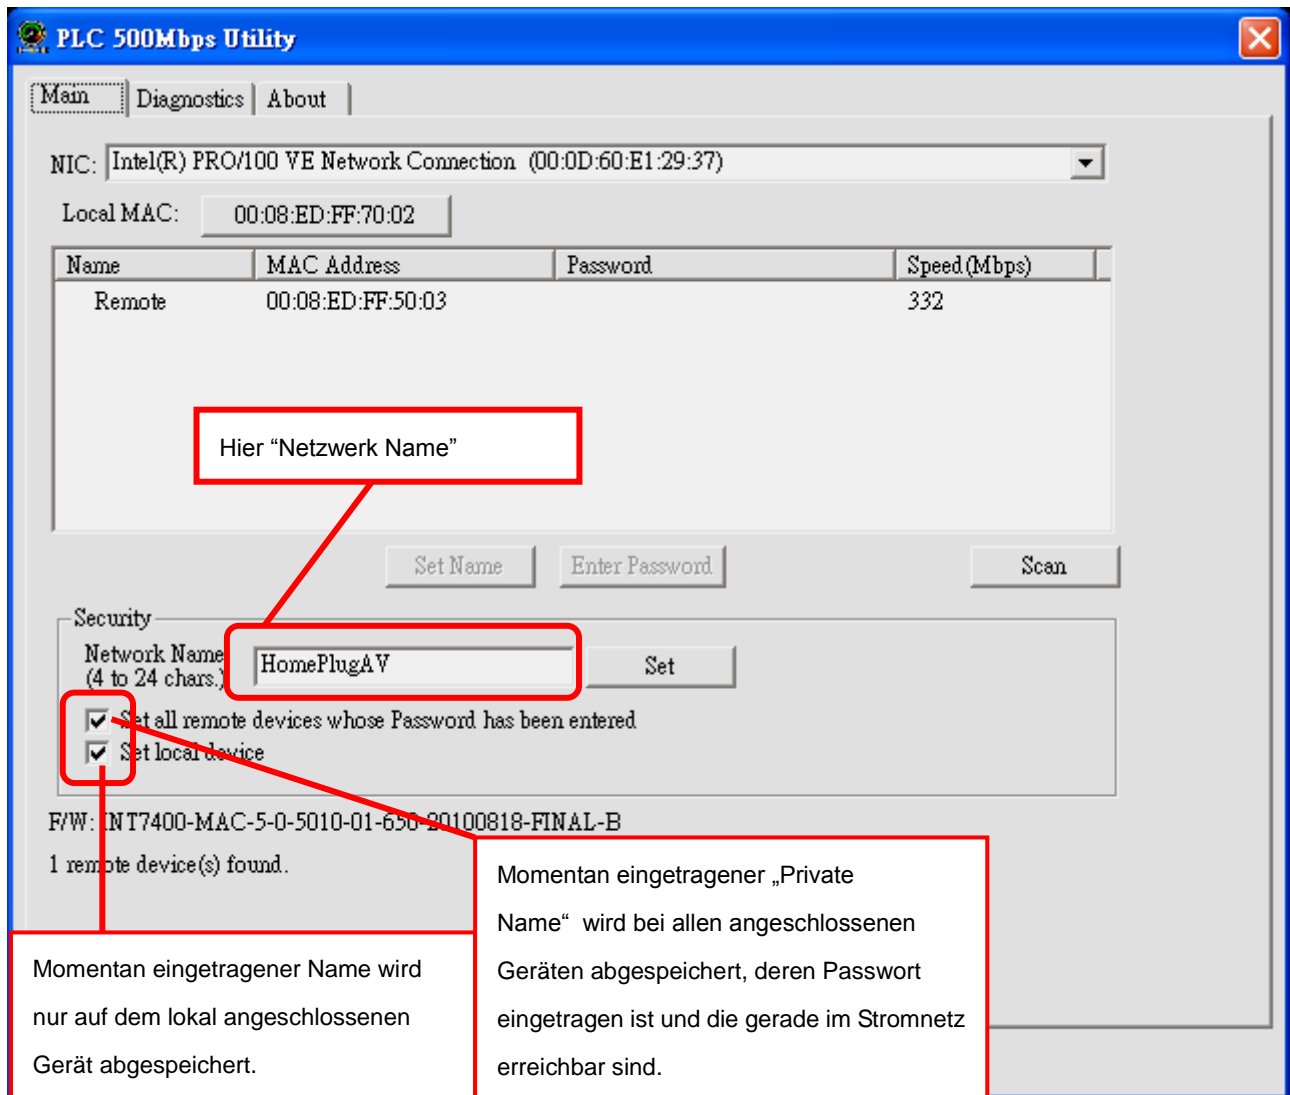 PLC 500Mbps Utility
Main Diagnostics About
NIC: Intel(R) PRO/100 VE Network Connection (00:0D:60:E1:29:37)
Local MAC: 00:08:ED:FF:70:02
Name MAC Address Password Speed(Mbps)
Remote 00:08:ED:FF:50:03 332
Hier “Netzwerk Name”
Set Name Enter Password Scan
Security
Network Name
(4 to 24 chars.)
HomePlugAV Set
Set all remote devices whose Password has been entered
Set local device
F/W: INT7400-MAC-5-0-5010-01-650-20100818-FINAL-B
1 remote device(s) found.
Momentan eingetragener Name wird
nur auf dem lokal angeschlossenen
Gerät abgespeichert.
Momentan eingetragener „Private
Name“ wird bei allen angeschlossenen
Geräten abgespeichert, deren Passwort
eingetragen ist und die gerade im Stromnetz
erreichbar sind.